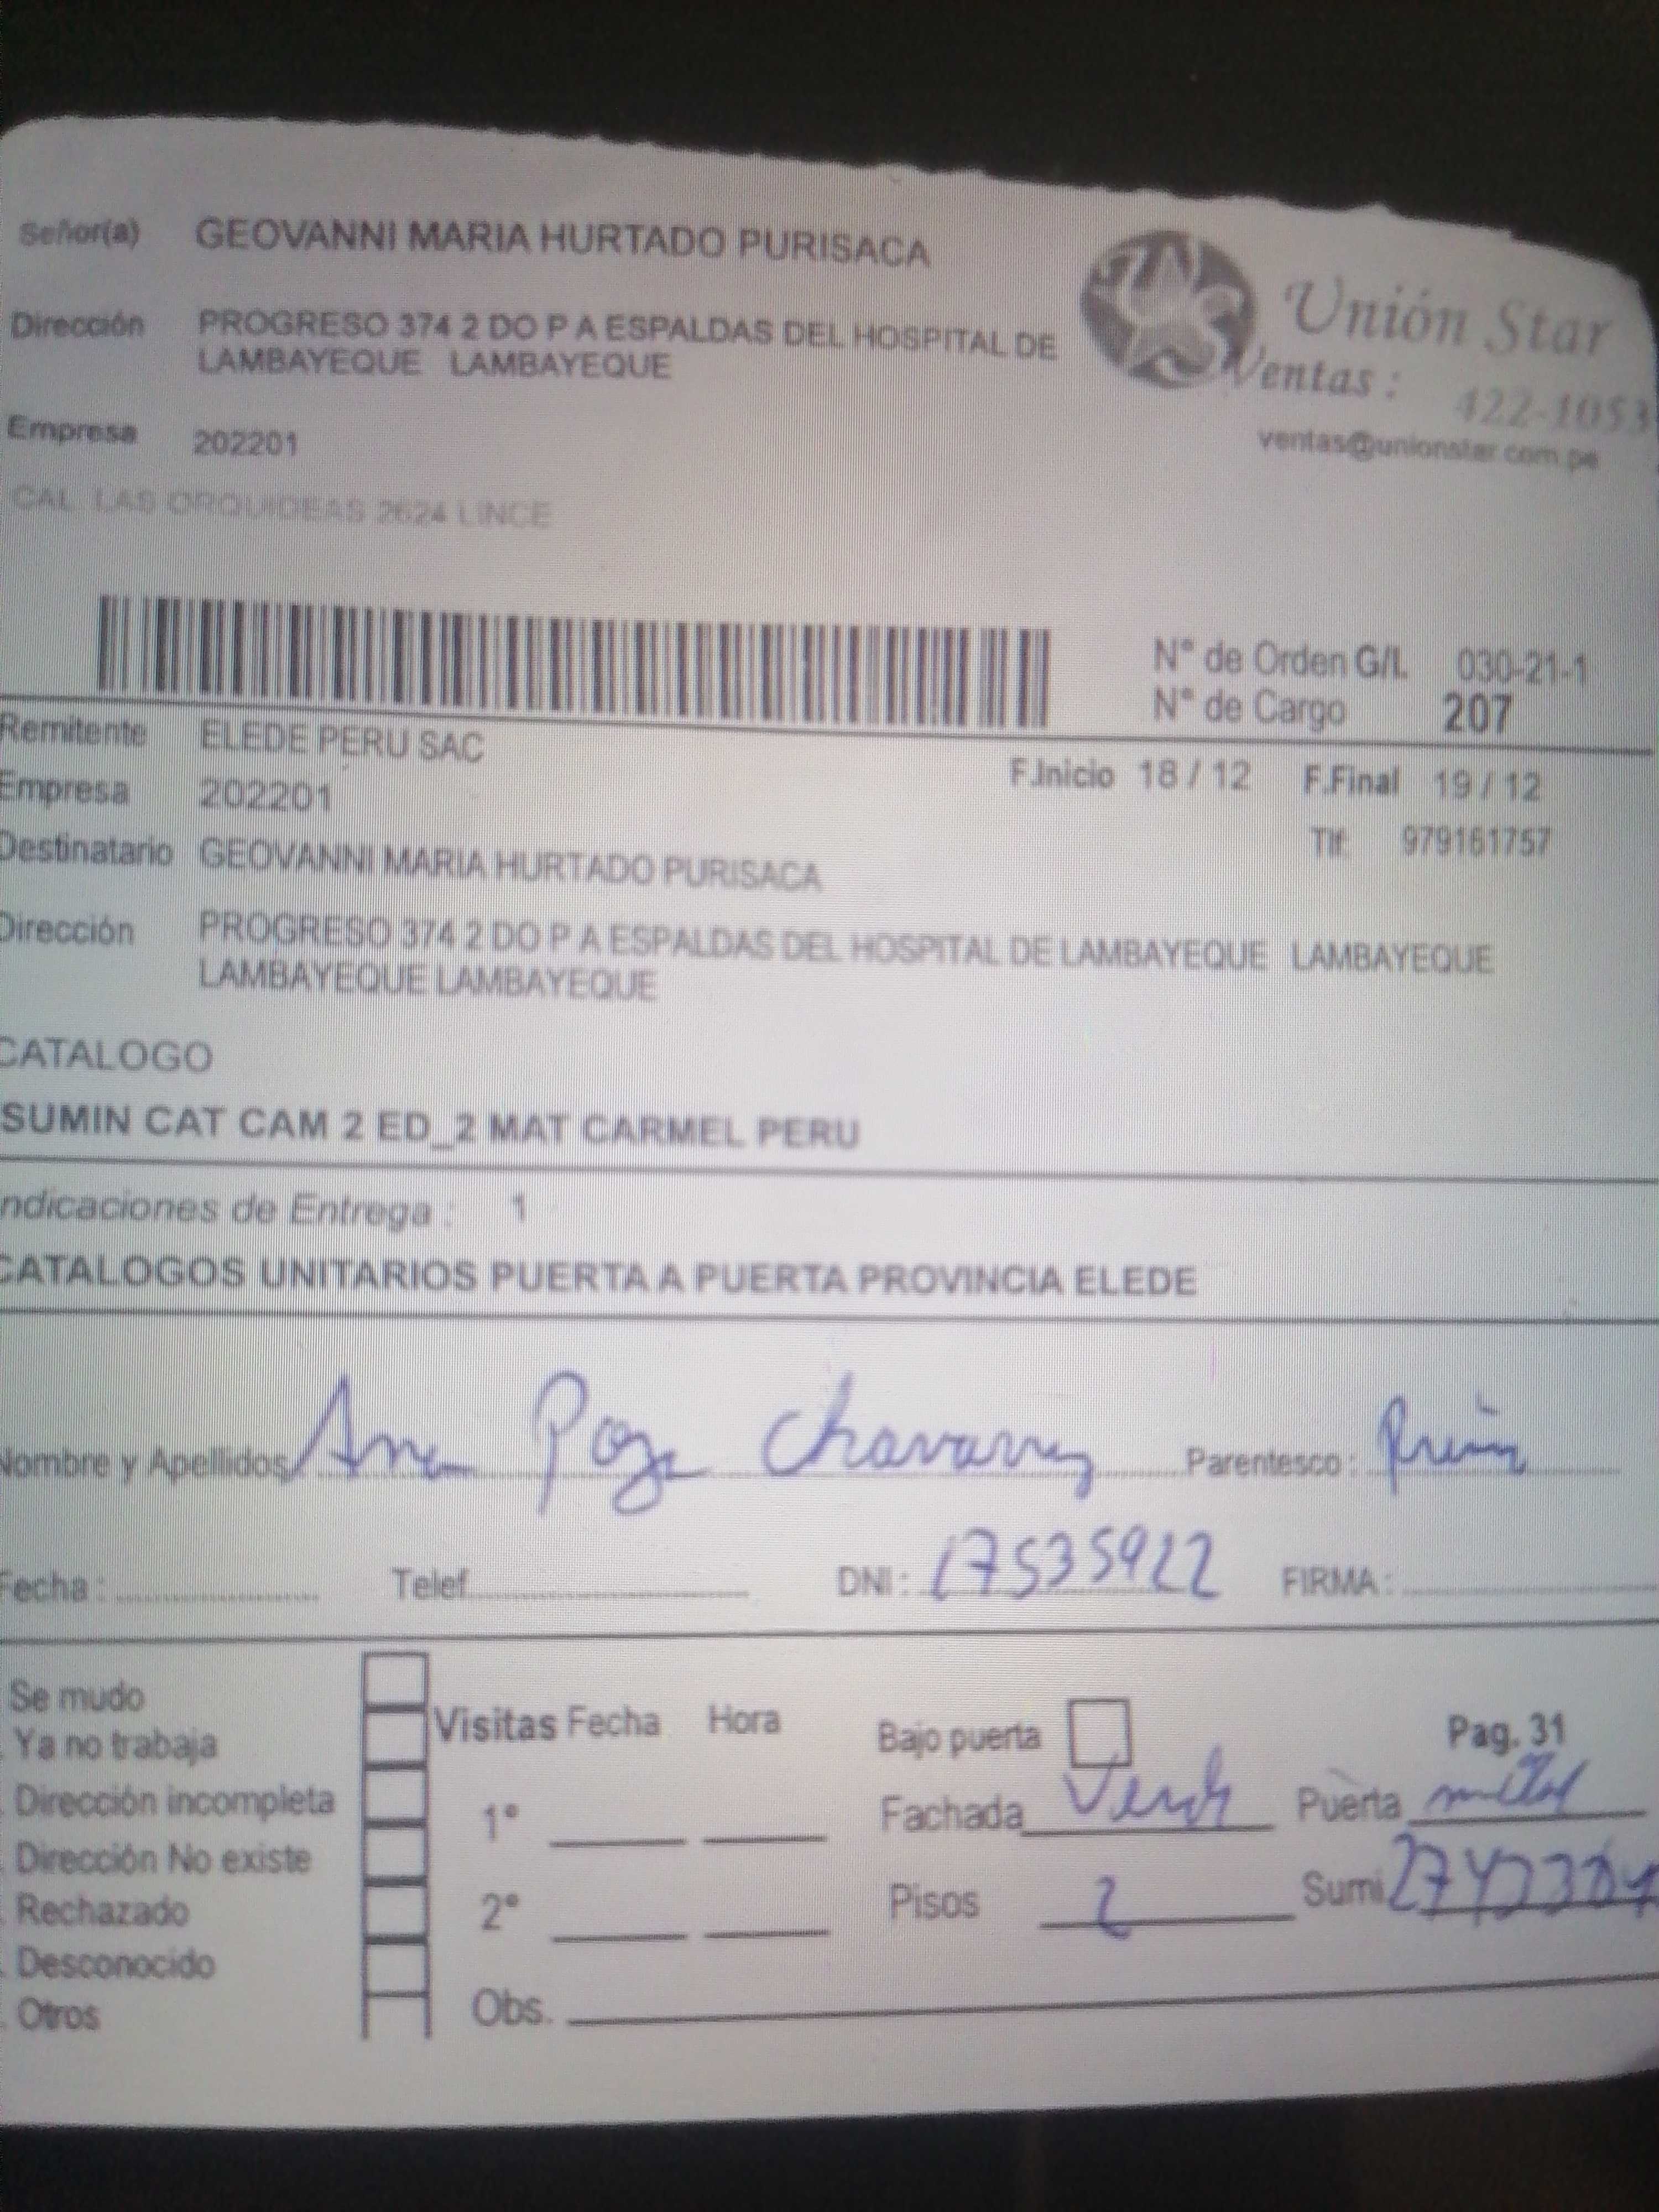 Señor(a) GEOVANNI MARIA HURTADO PURISACA
Dirección PROGRESO 374 2 DO P A ESPALDAS DEL HOSPITAL DE
LAMBAYEQUE LAMBAYEQUE
Unión Star
Ventas : 422-1053
ventas@unionstar.com.pe
Empresa 202201
CAL LAS ORQUIDEAS 2624 LINCE
N° de Orden G/L 030-21-1
N° de Cargo 207
Remitente ELEDE PERU SAC
F.Inicio 18 / 12 F.Final 19 / 12
Empresa 202201
Tlf: 979161757
Destinatario GEOVANNI MARIA HURTADO PURISACA
Dirección PROGRESO 374 2 DO P A ESPALDAS DEL HOSPITAL DE LAMBAYEQUE LAMBAYEQUE
LAMBAYEQUE LAMBAYEQUE
CATALOGO
SUMIN CAT CAM 2 ED_2 MAT CARMEL PERU
ndicaciones de Entrega : 1
CATALOGOS UNITARIOS PUERTA A PUERTA PROVINCIA ELEDE
Nombre y Apellidos Ana Chavarry Parentesco :
Fecha : Telef. DNI : 17535922 FIRMA :
Se mudo
Ya no trabaja
Dirección incompleta
Dirección No existe
Rechazado
Desconocido
Otros
Visitas Fecha Hora
1°
2°
Obs.
Bajo puerta Pag. 31
Fachada Verde Puerta metal
Pisos 2 Sumi